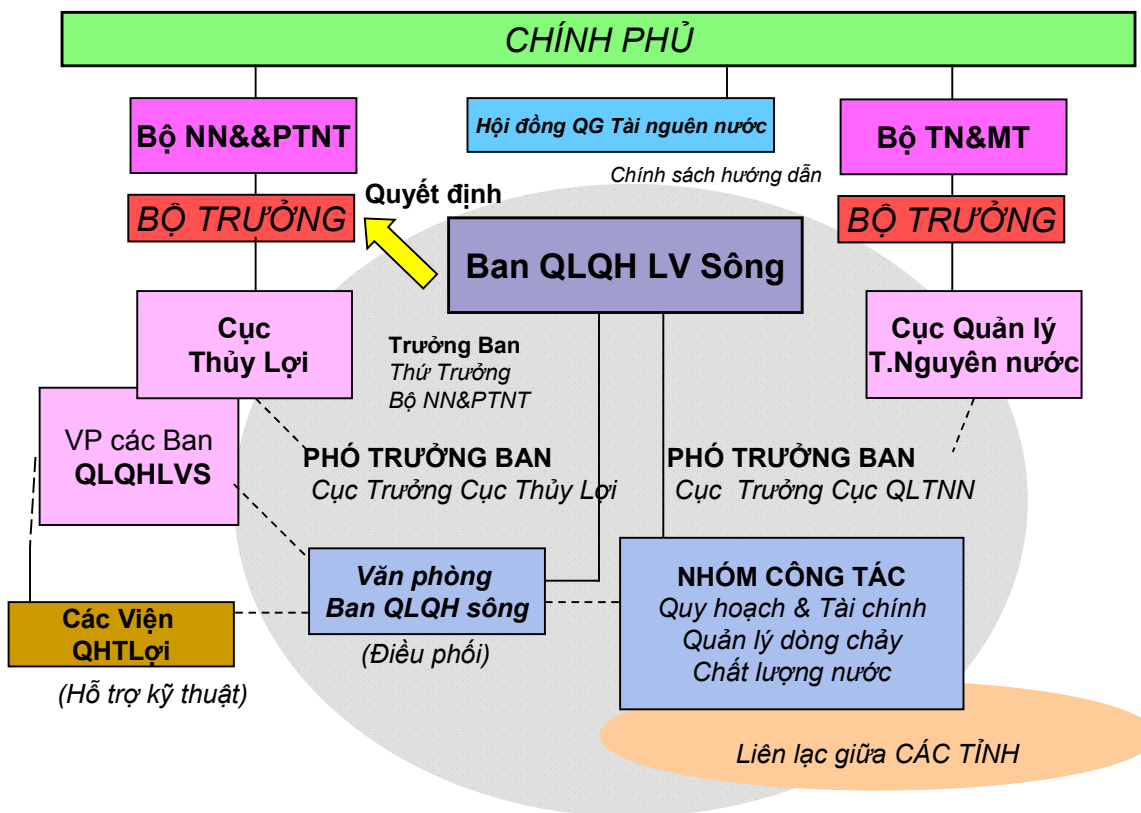 CHÍNH PHỦ
Bộ NN&&PTNT
Hội đồng QG Tài nguên nước
Bộ TN&MT
Chính sách hướng dẫn
Quyết định
BỘ TRƯỞNG
BỘ TRƯỞNG
Ban QLQH LV Sông
Cục
Thủy Lợi
Cục Quản lý
T.Nguyên nước
Trưởng Ban
Thứ Trưởng
Bộ NN&PTNT
VP các Ban
QLQHLVS
PHÓ TRƯỞNG BAN
Cục Trưởng Cục Thủy Lợi
PHÓ TRƯỞNG BAN
Cục Trưởng Cục QLTNN
Văn phòng
Ban QLQH sông
(Điều phối)
NHÓM CÔNG TÁC
Quy hoạch & Tài chính
Quản lý dòng chảy
Chất lượng nước
Các Viện
QHTLợi
(Hỗ trợ kỹ thuật)
Liên lạc giữa CÁC TỈNH